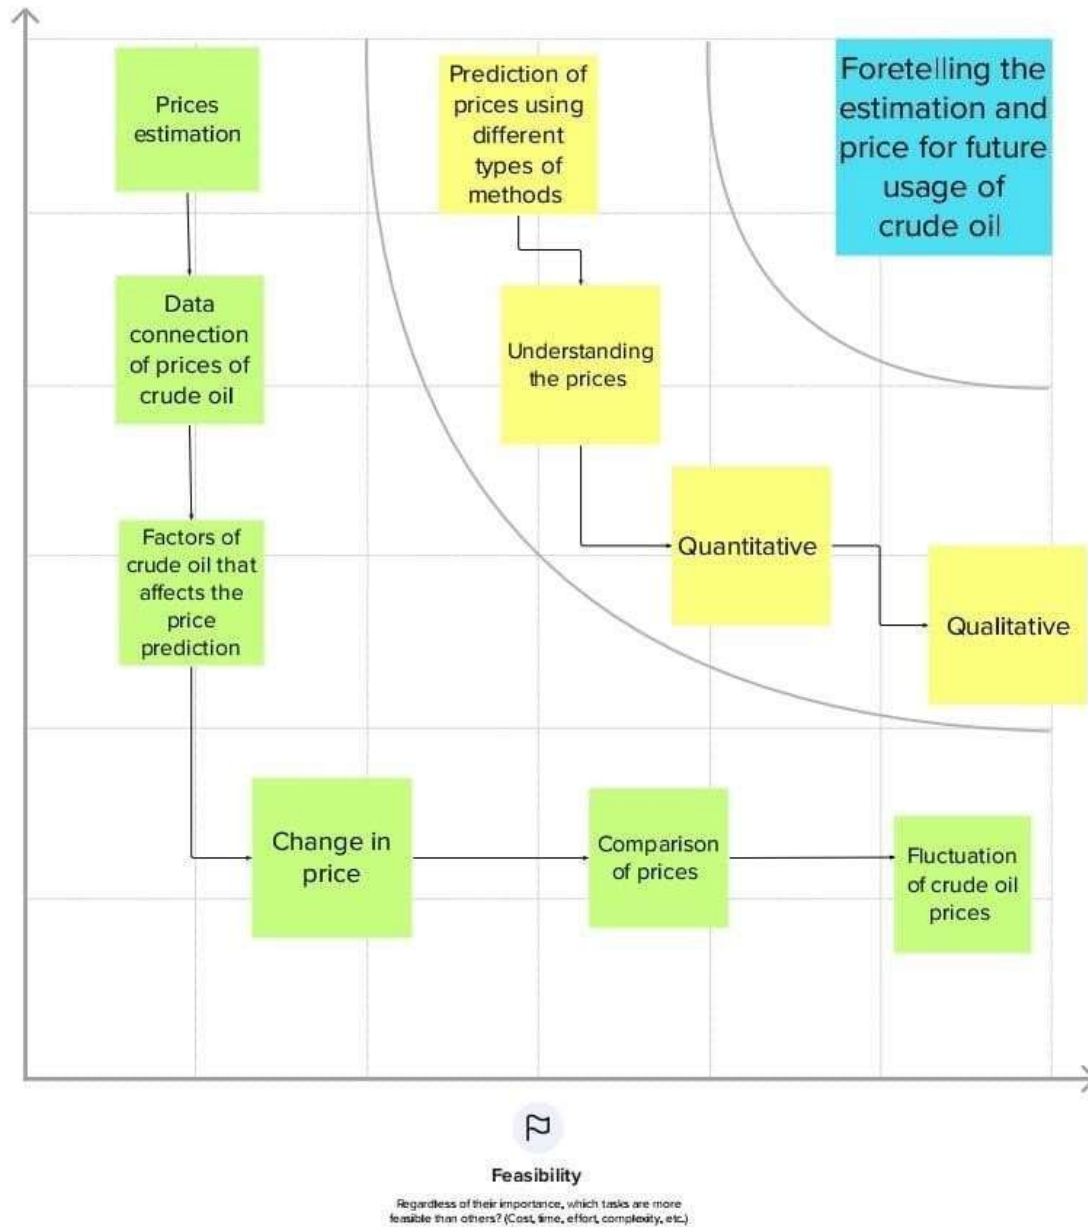 Prices
estimation
Data
connection
of prices of
crude oil
Factors of
crude oil that
affects the
price
prediction
Change in
price
Comparison
of prices
Fluctuation
of crude oil
prices
Prediction of
prices using
different
types of
methods
Understanding
the prices
Quantitative
Qualitative
Foretelling the
estimation and
price for future
usage of
crude oil
Feasibility
Regardless of their importance, which tasks are more
feasible than others? (Cost, time, effort, complexity, etc.)